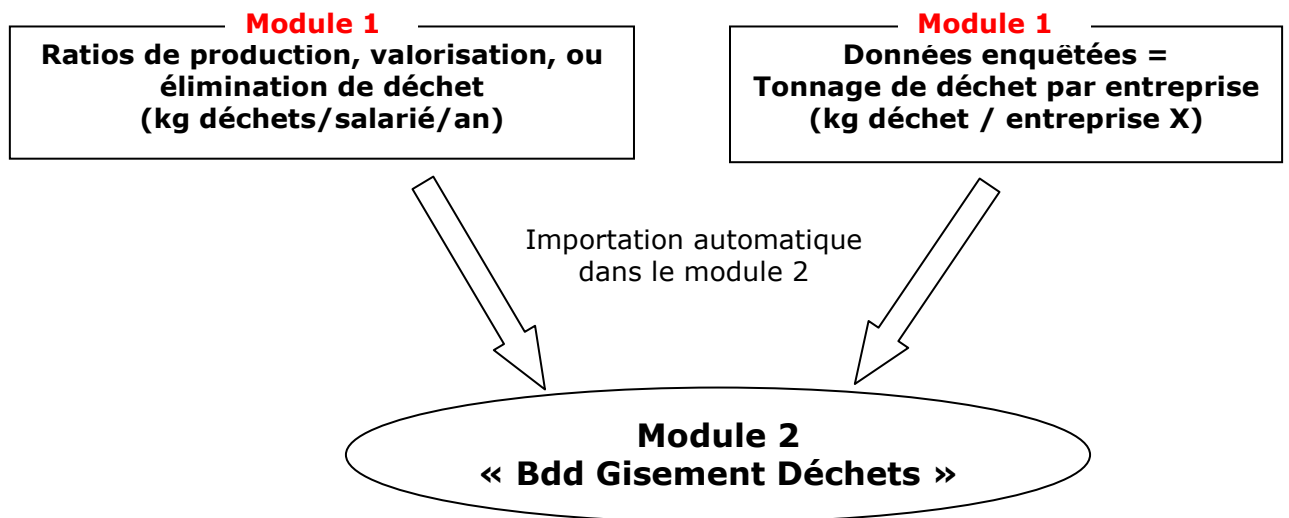 Module 1
Ratios de production, valorisation, ou
élimination de déchet
(kg déchets/salarié/an)
Module 1
Données enquêtées =
Tonnage de déchet par entreprise
(kg déchet / entreprise X)
Importation automatique
dans le module 2
Module 2
« Bdd Gisement Déchets »